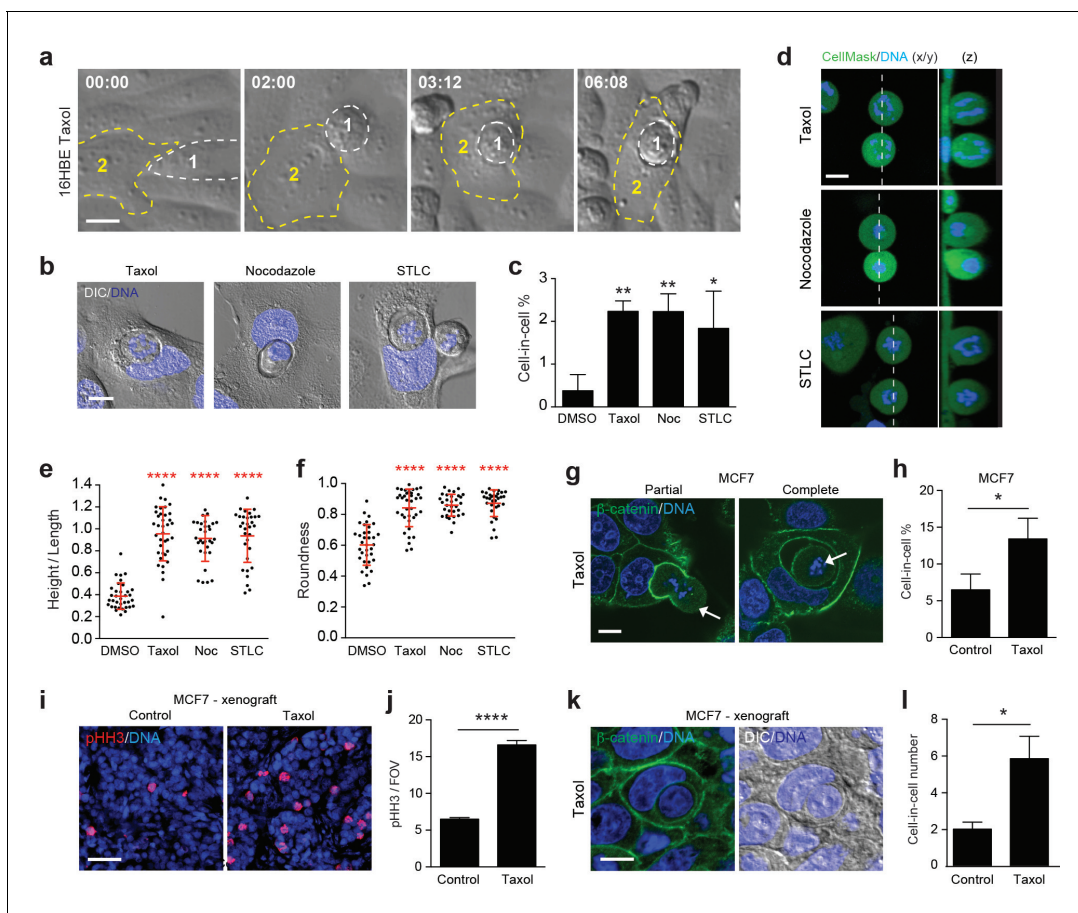 a
16HBE Taxol
00:00
02:00
03:12
06:08
2
1
2
1
2
1
2
1
b
Taxol
Nocodazole
STLC
DIC/DNA
c
Cell-in-cell %
3
2
1
0
** ** *
DMSO Taxol Noc STLC
d
CellMask/DNA (x/y) (z)
Taxol
Nocodazole
STLC
e
Height / Length
1.4
1.2
1.0
0.8
0.6
0.4
0.2
0.0
**** **** ****
DMSO Taxol Noc STLC
f
Roundness
1.0
0.8
0.6
0.4
0.2
0.0
**** **** ****
DMSO Taxol Noc STLC
g
MCF7
Partial Complete
β-catenin/DNA
Taxol
h
MCF7
Cell-in-cell %
20
15
10
5
0
*
Control Taxol
i
MCF7 - xenograft
Control Taxol
pHH3/DNA
j
pHH3 / FOV
20
15
10
5
0
****
Control Taxol
k
MCF7 - xenograft
β-catenin/DNA
DIC/DNA
Taxol
l
Cell-in-cell number
8
6
4
2
0
*
Control Taxol